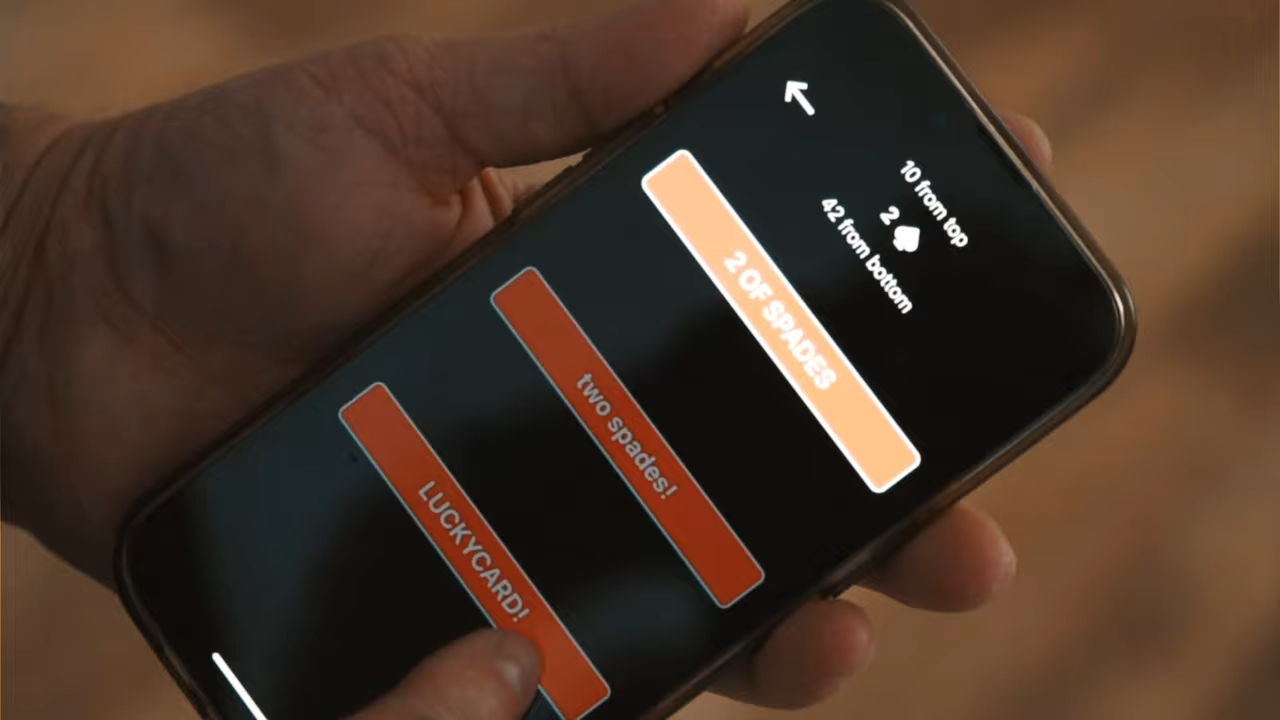 10 from top
2 ♠
42 from bottom
2 OF SPADES
two spades!
LUCKYCARD!